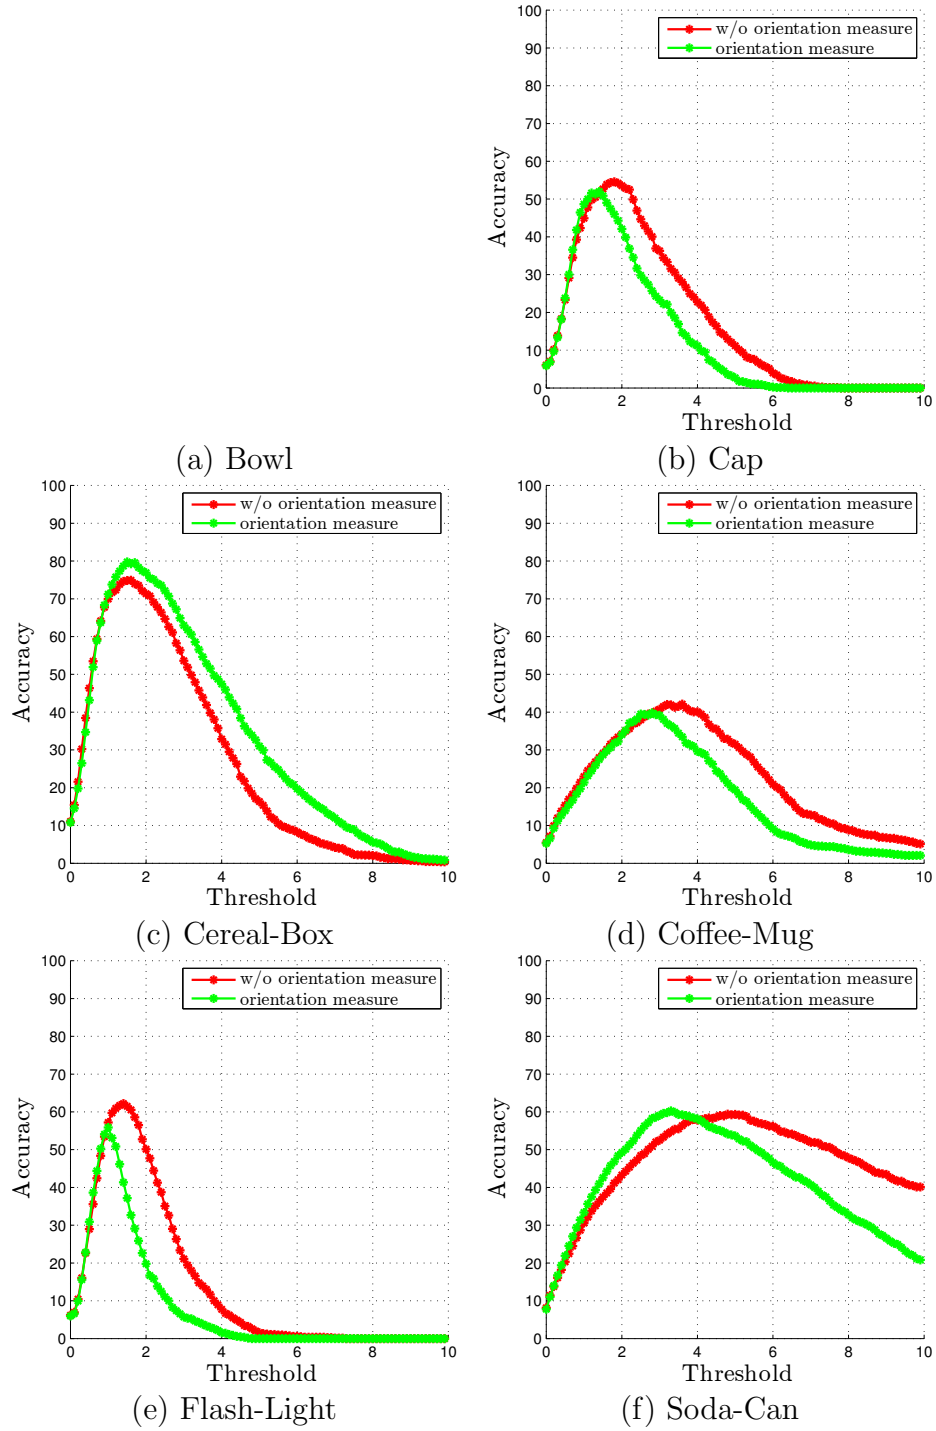 100
90
80
70
60
50
40
30
20
10
0
Accuracy
w/o orientation measure
orientation measure
0 2 4 6 8 10
Threshold
(a) Bowl
(b) Cap
100
90
80
70
60
50
40
30
20
10
0
Accuracy
w/o orientation measure
orientation measure
0 2 4 6 8 10
Threshold
(c) Cereal-Box
100
90
80
70
60
50
40
30
20
10
0
Accuracy
w/o orientation measure
orientation measure
0 2 4 6 8 10
Threshold
(d) Coffee-Mug
100
90
80
70
60
50
40
30
20
10
0
Accuracy
w/o orientation measure
orientation measure
0 2 4 6 8 10
Threshold
(e) Flash-Light
100
90
80
70
60
50
40
30
20
10
0
Accuracy
w/o orientation measure
orientation measure
0 2 4 6 8 10
Threshold
(f) Soda-Can